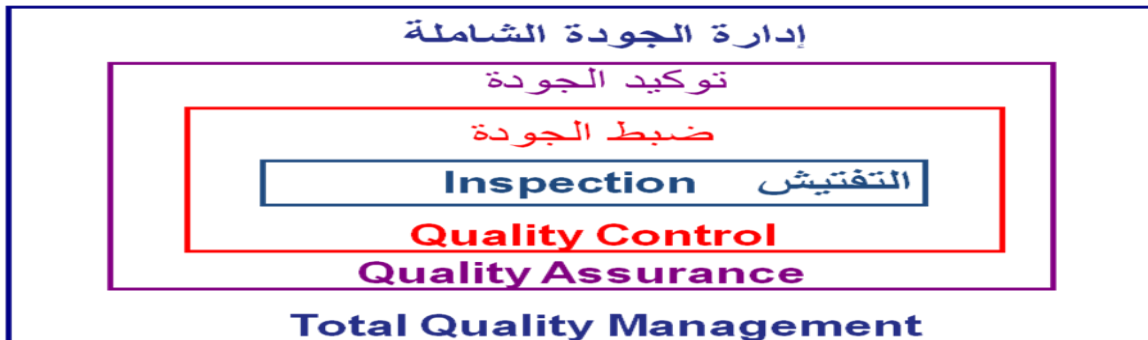 إدارة الجودة الشاملة
توكيد الجودة
ضبط الجودة
التفتيش Inspection
Quality Control
Quality Assurance
Total Quality Management